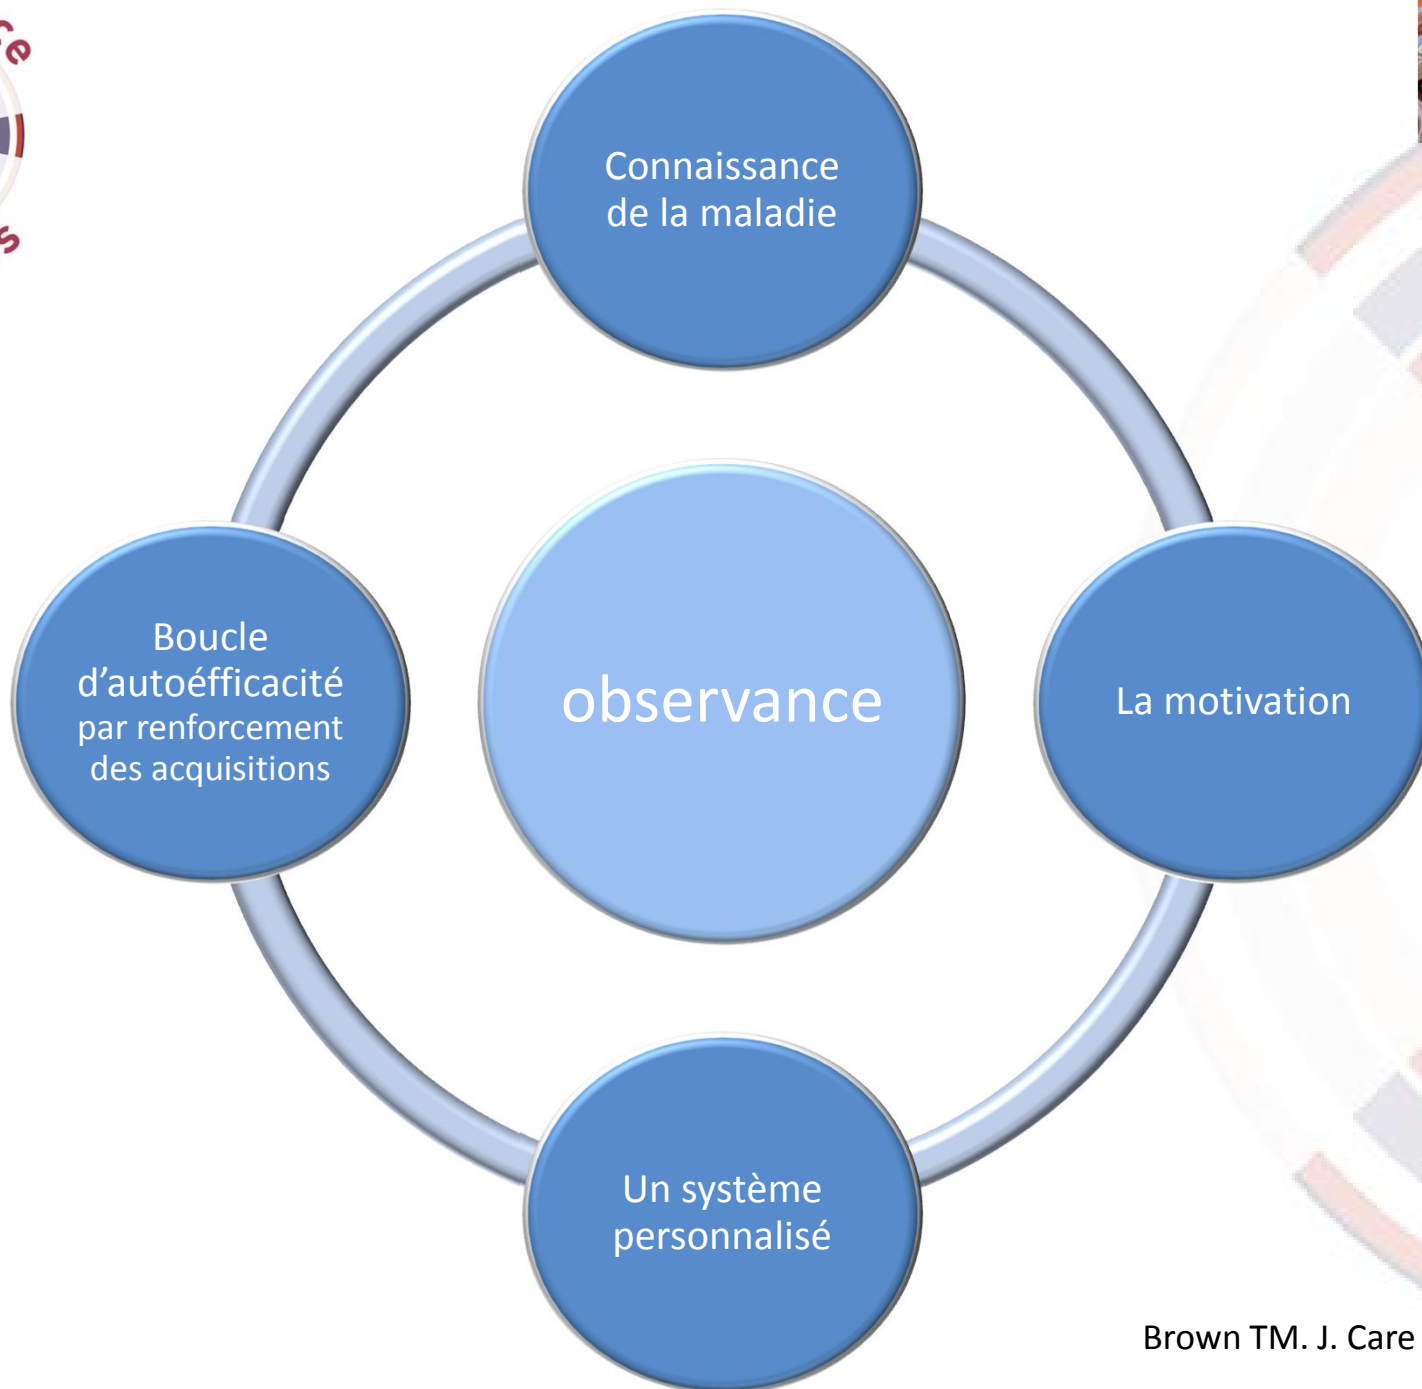 Connaissance
de la maladie
Boucle
d’autoéfficacité
par renforcement
des acquisitions
observance
La motivation
Un système
personnalisé
Brown TM. J. Care